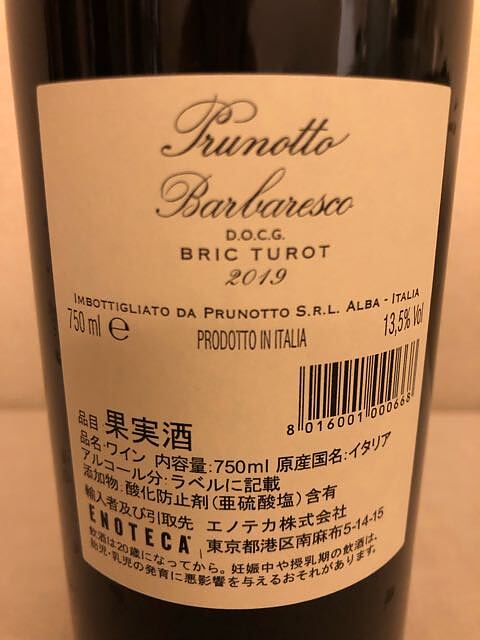 Prunotto
Barbaresco
D.O.C.G.
BRIC TUROT
2019
IMBOTTIGLIATO DA PRUNOTTO S.R.L. ALBA - ITALIA
750 ml e PRODOTTO IN ITALIA 13,5% Vol
8 016001 000668
品目 果実酒
品名:ワイン 内容量:750ml 原産国名:イタリア
アルコール分:ラベルに記載
添加物:酸化防止剤(亜硫酸塩)含有
輸入者及び引取先 エノテカ株式会社
ENOTECA 東京都港区南麻布5-14-15
飲酒は20歳になってから。妊娠中や授乳期の飲酒は、
胎児・乳児の発育に悪影響を与えるおそれがあります。